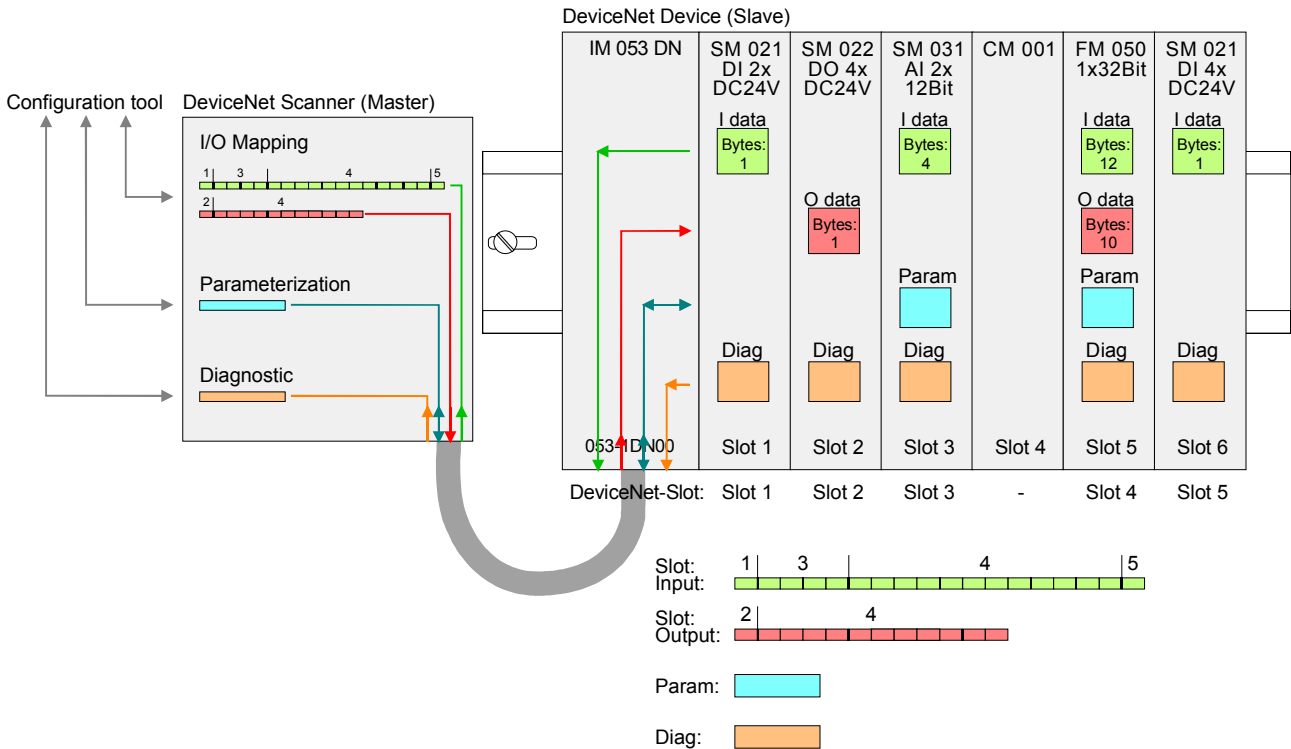 DeviceNet Device (Slave)
IM 053 DN
SM 021
DI 2x
DC24V
SM 022
DO 4x
DC24V
SM 031
AI 2x
12Bit
CM 001
FM 050
1x32Bit
SM 021
DI 4x
DC24V
Configuration tool
DeviceNet Scanner (Master)
I/O Mapping
1 3 4 5
2 4
Parameterization
Diagnostic
I data
Bytes:
1
I data
Bytes:
4
I data
Bytes:
12
I data
Bytes:
1
O data
Bytes:
1
O data
Bytes:
10
Param
Param
Diag
Diag
Diag
Diag
Diag
053-1DN00
Slot 1
Slot 2
Slot 3
Slot 4
Slot 5
Slot 6
DeviceNet-Slot: Slot 1 Slot 2 Slot 3 - Slot 4 Slot 5
Slot: 1 3 4 5
Input:
Slot: 2 4
Output:
Param:
Diag: